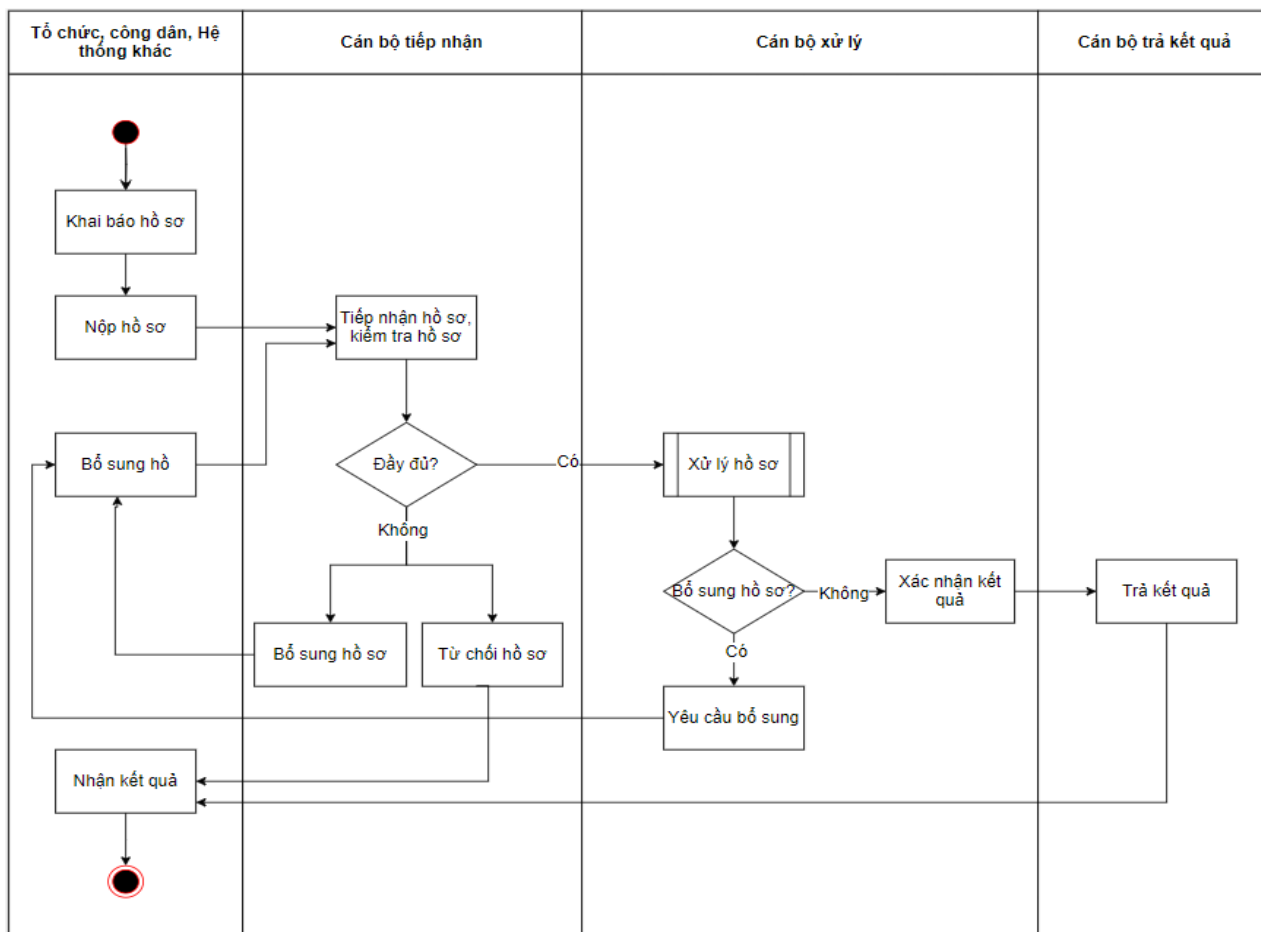 Tổ chức, công dân, Hệ
thống khác
Cán bộ tiếp nhận
Cán bộ xử lý
Cán bộ trả kết quả
Khai báo hồ sơ
Nộp hồ sơ
Tiếp nhận hồ sơ,
kiểm tra hồ sơ
Bổ sung hồ
Đầy đủ?
Có
Xử lý hồ sơ
Không
Bổ sung hồ sơ?
Không
Xác nhận kết
quả
Trả kết quả
Bổ sung hồ sơ
Từ chối hồ sơ
Có
Yêu cầu bổ sung
Nhận kết quả